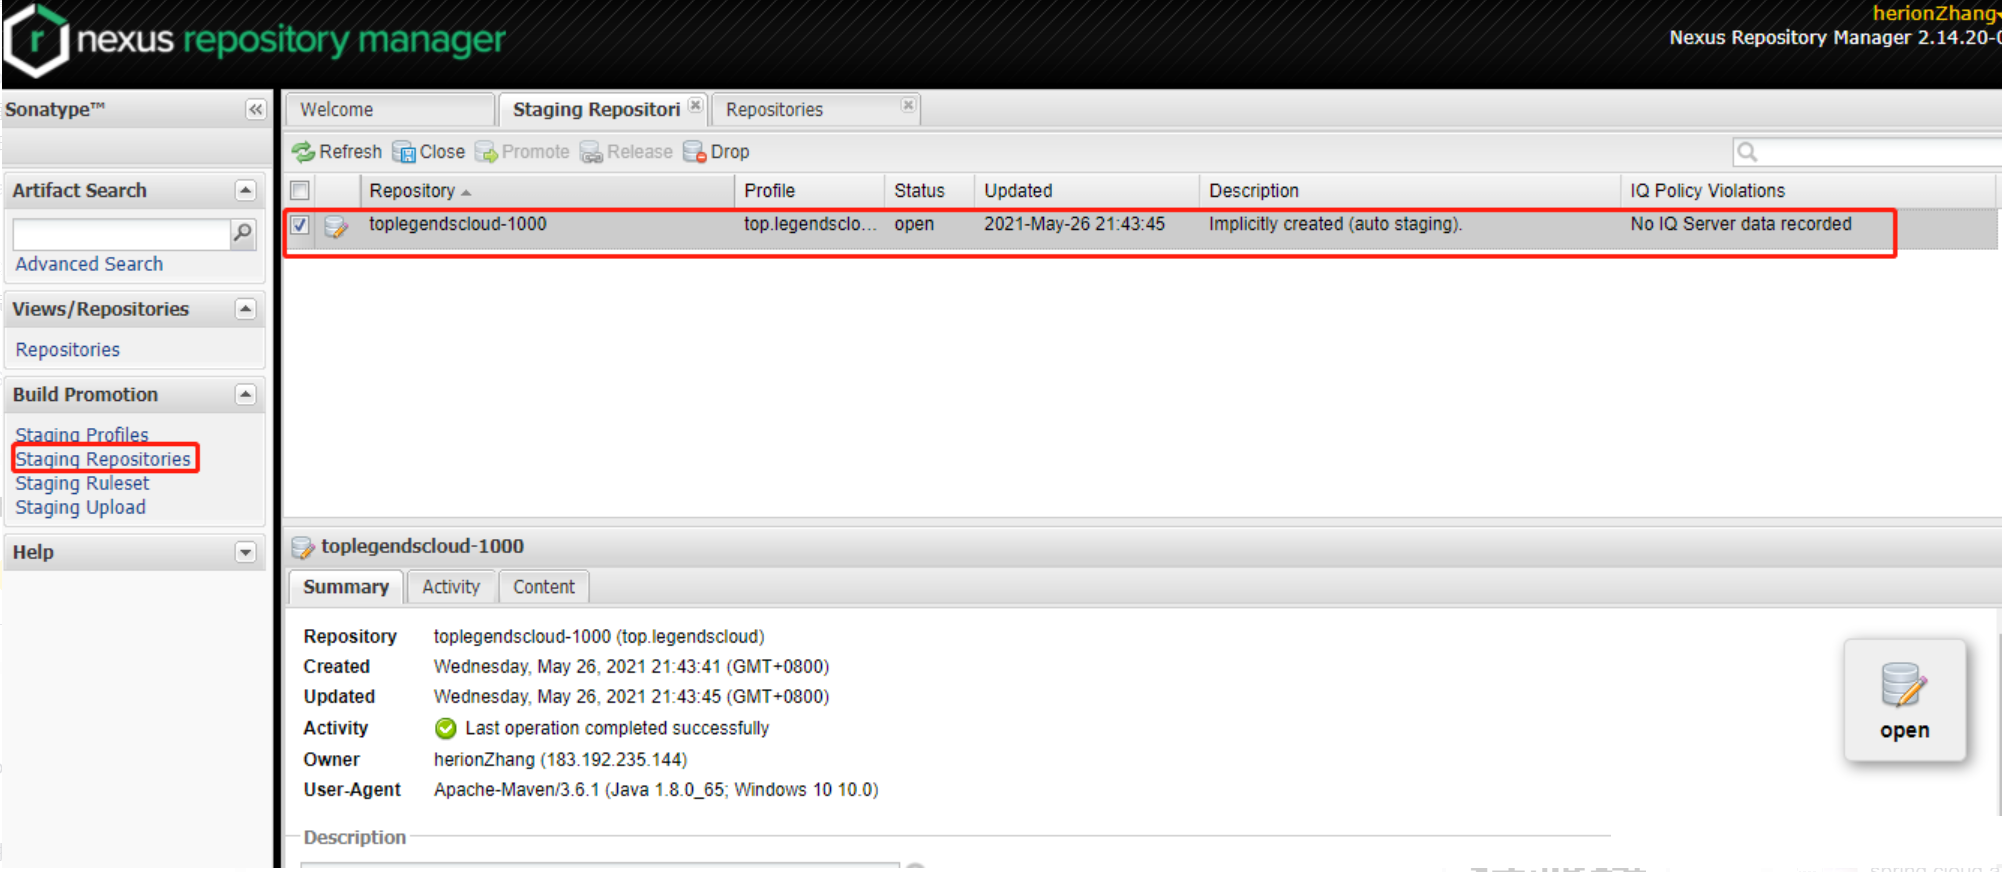 herionZhang
nexus repository manager
Nexus Repository Manager 2.14.20-0
Sonatype™
Welcome
Staging Repositori
Repositories
Refresh Close Promote Release Drop
Artifact Search
Repository Profile Status Updated Description IQ Policy Violations
toplegendscloud-1000 top.legendsclo... open 2021-May-26 21:43:45 Implicitly created (auto staging). No IQ Server data recorded
Advanced Search
Views/Repositories
Repositories
Build Promotion
Staging Profiles
Staging Repositories
Staging Ruleset
Staging Upload
Help
toplegendscloud-1000
Summary Activity Content
Repository toplegendscloud-1000 (top.legendscloud)
Created Wednesday, May 26, 2021 21:43:41 (GMT+0800)
Updated Wednesday, May 26, 2021 21:43:45 (GMT+0800)
Activity Last operation completed successfully
Owner herionZhang (183.192.235.144)
User-Agent Apache-Maven/3.6.1 (Java 1.8.0_65; Windows 10 10.0)
open
Description